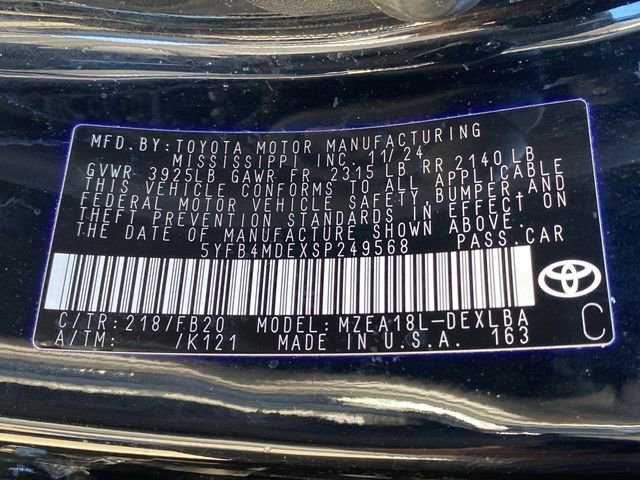 MFD.BY: TOYOTA MOTOR MANUFACTURING
MISSISSIPPI INC. 11/24
GVWR 3925LB GAWR FR 2315 LB RR 2140 LB
THIS VEHICLE CONFORMS TO ALL APPLICABLE
FEDERAL MOTOR VEHICLE SAFETY, BUMPER, AND
THEFT PREVENTION STANDARDS IN EFFECT ON
THE DATE OF MANUFACTURE SHOWN ABOVE.
5YFB4MDEXSP249568 PASS.CAR
C/TR:218/FB20 MODEL: MZEA18L-DEXLBA
A/TM: /K121 MADE IN U.S.A. 163
C